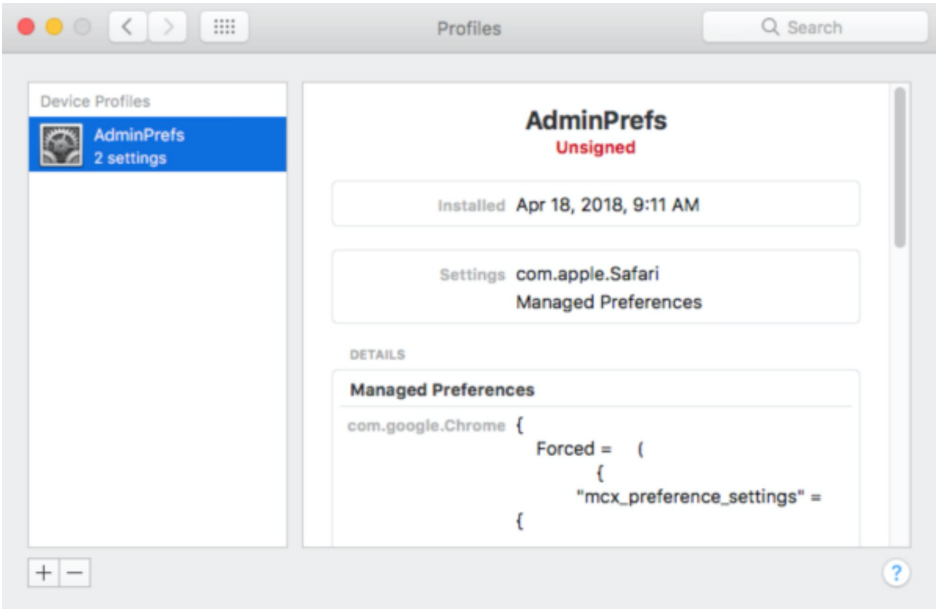 Profiles
Search
Device Profiles
AdminPrefs
2 settings
AdminPrefs
Unsigned
Installed Apr 18, 2018, 9:11 AM
Settings com.apple.Safari
Managed Preferences
DETAILS
Managed Preferences
com.google.Chrome {
Forced = (
{
"mcx_preference_settings" =
{
+ −
?